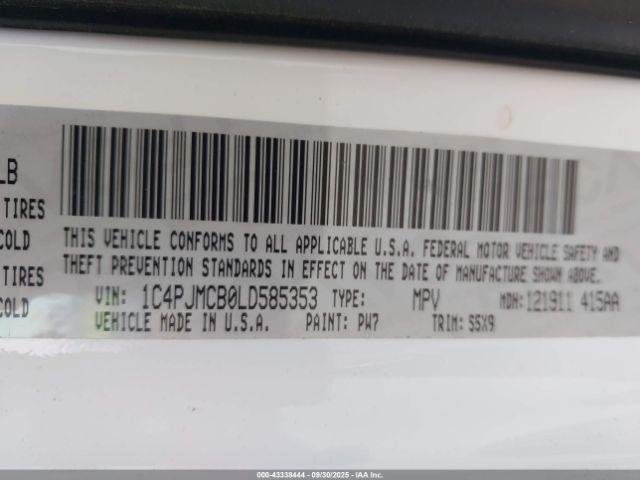 LB
TIRES
COLD
TIRES
COLD
THIS VEHICLE CONFORMS TO ALL APPLICABLE U.S.A. FEDERAL MOTOR VEHICLE SAFETY AND
THEFT PREVENTION STANDARDS IN EFFECT ON THE DATE OF MANUFACTURE SHOWN ABOVE.
VIN: 1C4PJMCB0LD585353 TYPE: MPV MDH: 121911 415AA
VEHICLE MADE IN U.S.A. PAINT: PW7 TRIM: S5X9
000-43338444 - 09/30/2025 - IAA Inc.